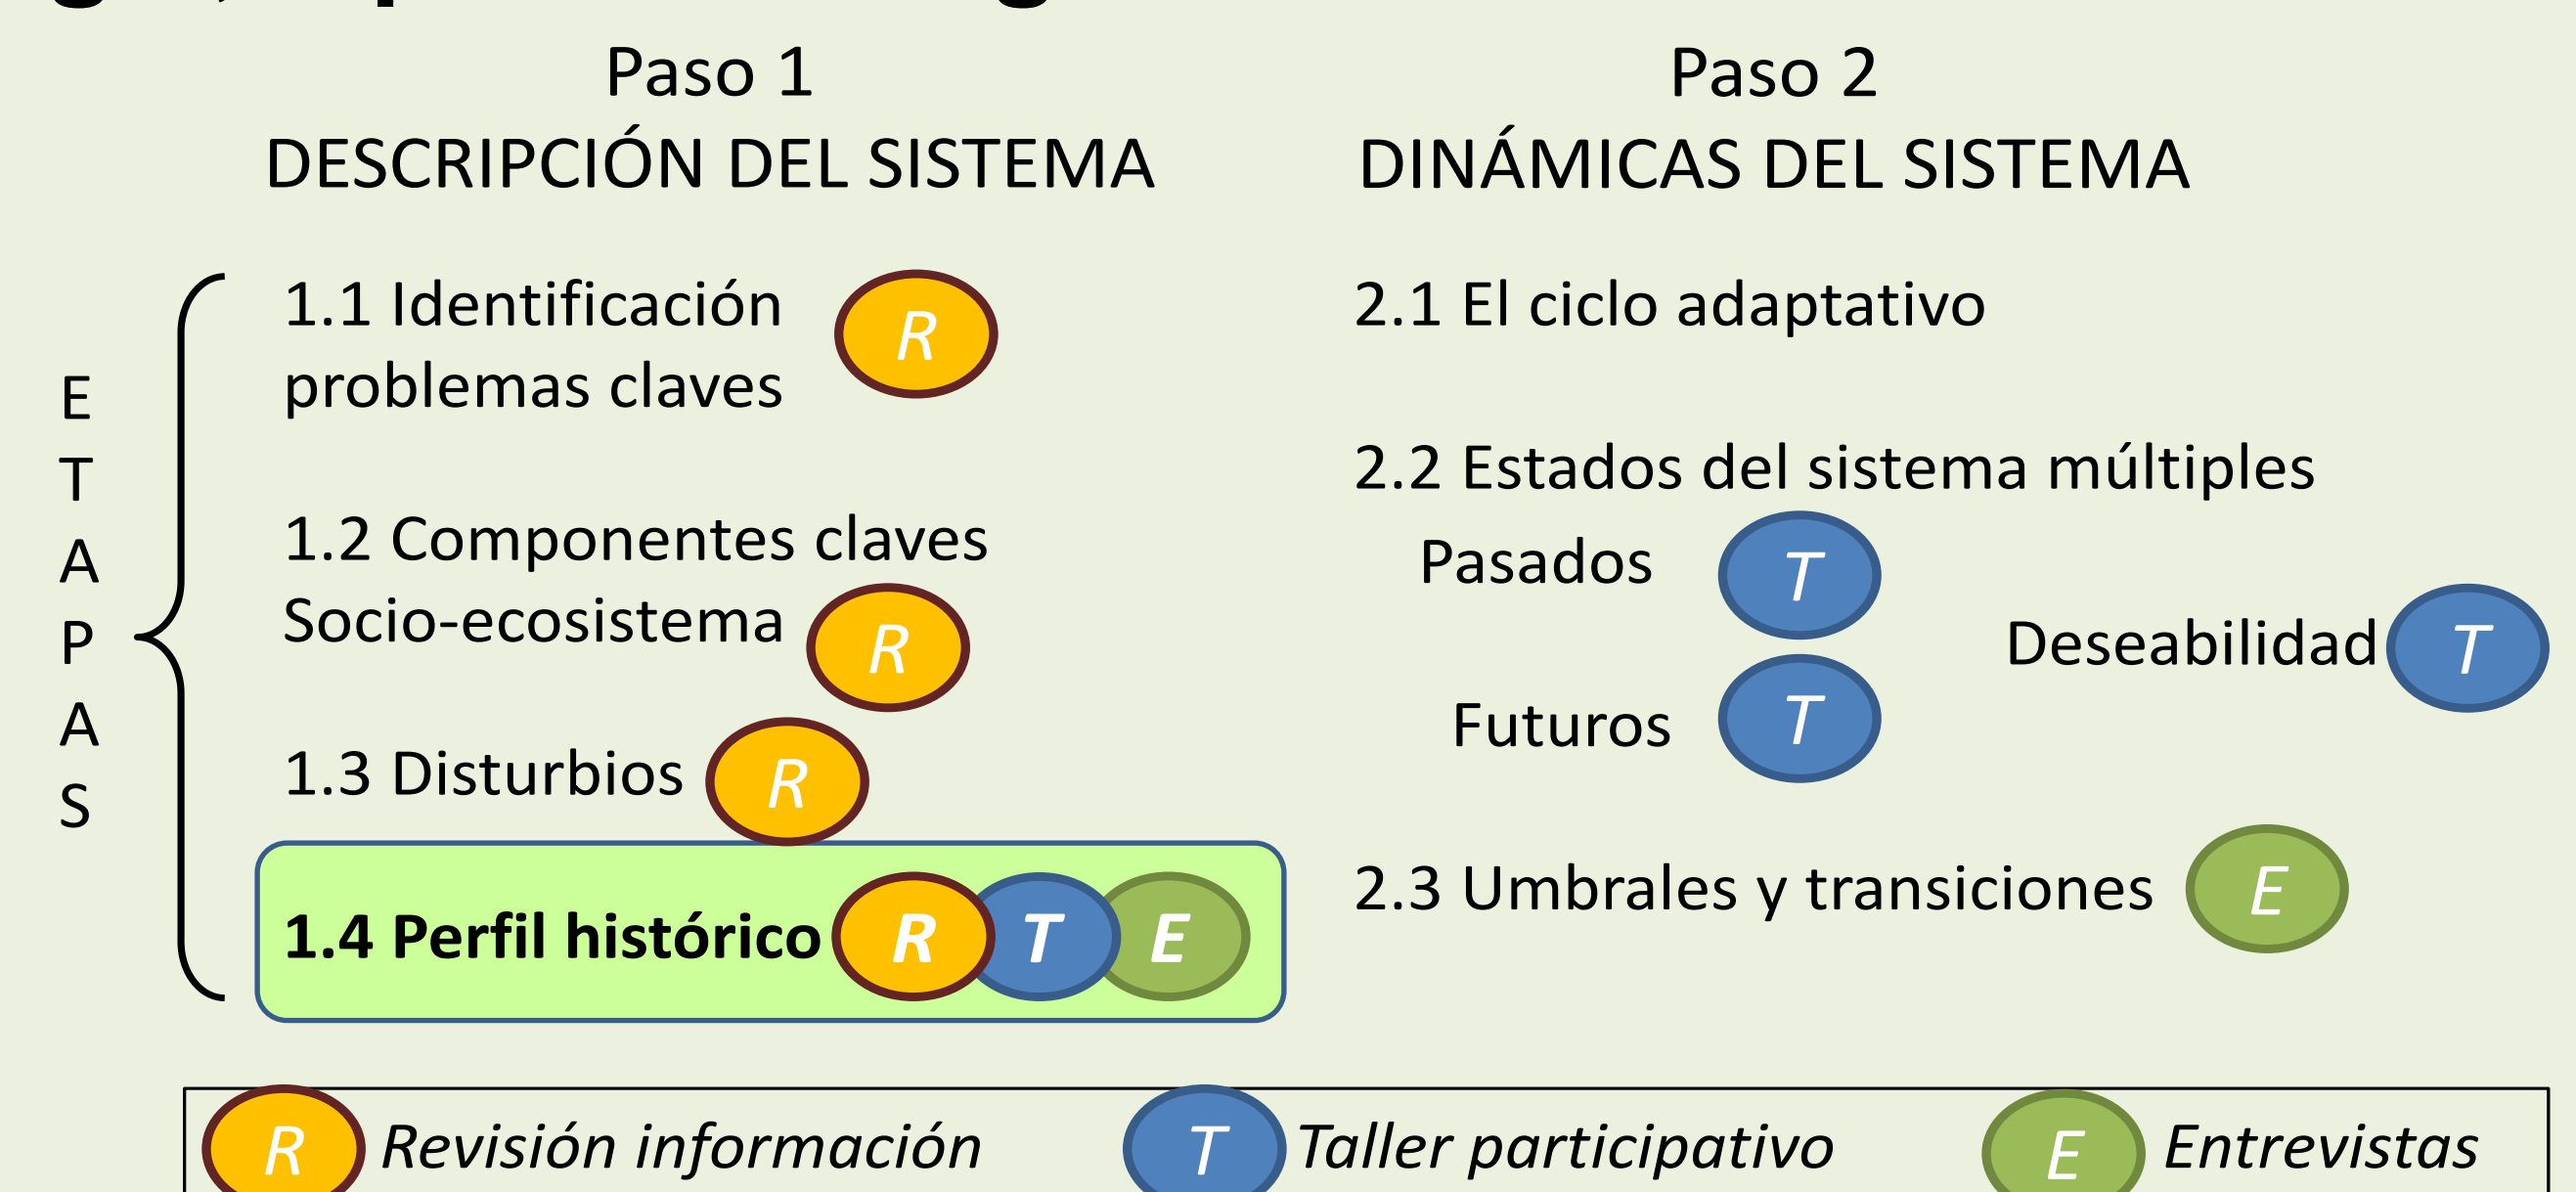 Paso 1
DESCRIPCIÓN DEL SISTEMA
E
T
A
P
A
S
1.1 Identificación
problemas claves
R
1.2 Componentes claves
Socio-ecosistema
R
1.3 Disturbios
R
1.4 Perfil histórico
R
T
E
Paso 2
DINÁMICAS DEL SISTEMA
2.1 El ciclo adaptativo
2.2 Estados del sistema múltiples
Pasados
T
Futuros
T
Deseabilidad
T
2.3 Umbrales y transiciones
E
R Revisión información
T Taller participativo
E Entrevistas